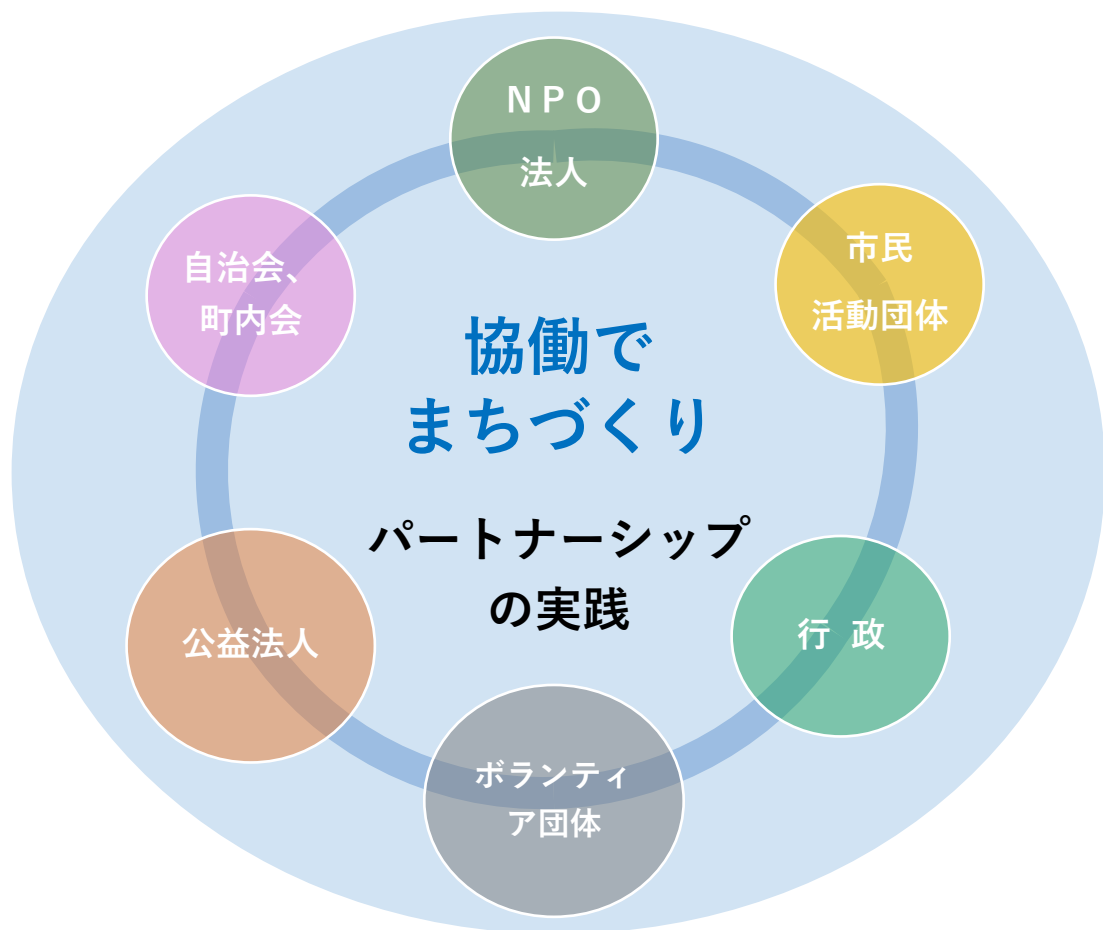 ＮＰＯ
法人
市民
活動団体
自治会、
町内会
協働で
まちづくり
パートナーシップ
の実践
行 政
公益法人
ボランティ
ア団体